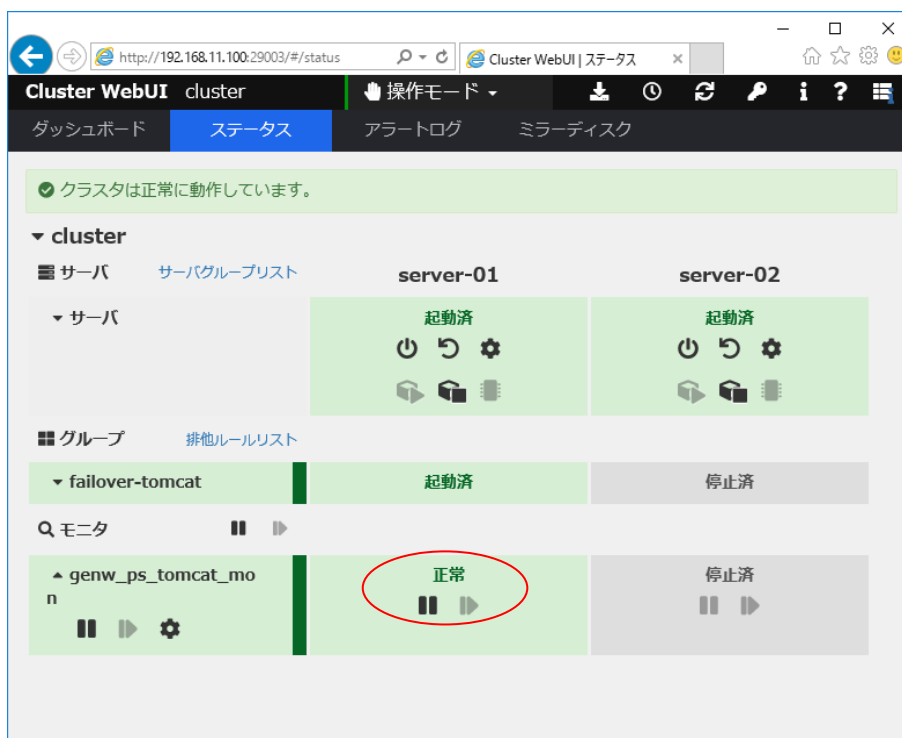 http://192.168.11.100:29003/#/status
Cluster WebUI | ステータス
Cluster WebUI cluster 操作モード
ダッシュボード ステータス アラートログ ミラーディスク
クラスタは正常に動作しています。
cluster
サーバ サーバグループリスト server-01 server-02
サーバ 起動済 起動済
グループ 排他ルールリスト
failover-tomcat 起動済 停止済
モニタ
genw_ps_tomcat_mo
n
正常 停止済